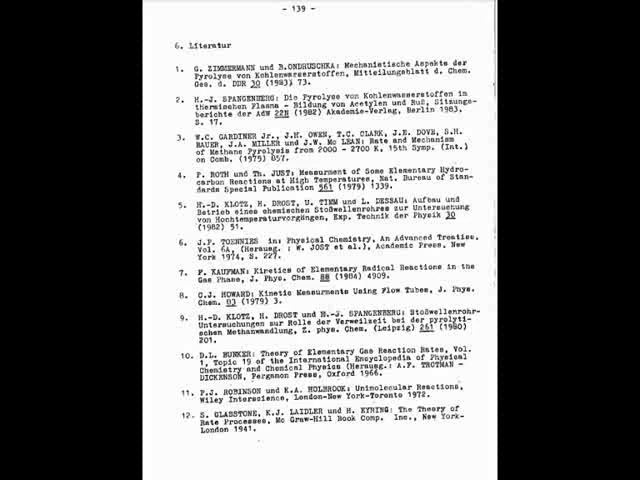 - 139 -
6. Literatur
1. G. ZIMMERMANN und B.ONDRUSCHKA: Mechanistische Aspekte der
Pyrolyse von Kohlenwasserstoffen, Mitteilungsblatt d. Chem.
Ges. d. DDR 30 (1983) 73.
2. H.-J. SPANGENBERG: Die Pyrolyse von Kohlenwasserstoffen im
thermischen Plasma - Bildung von Acetylen und Ruß, Sitzungs-
berichte der AdW 22N (1982) Akademie-Verlag, Berlin 1983.
S. 17.
3. W.C. GARDINER Jr., J.H. OWEN, T.C. CLARK, J.E. DOVE, S.H.
BAUER, J.A. MILLER und J.W. Mc LEAN: Rate and Mechanism
of Methane Pyrolysis from 2000 - 2700 K, 15th Symp. (Int.)
on Comb. (1975) 857.
4. P. ROTH und Th. JUST: Measurment of Some Elementary Hydro-
carbon Reactions at High Temperatures, Nat. Bureau of Stan-
dards Special Publication 561 (1979) 1339.
5. H.-D. KLOTZ, H. DROST, U. TIMM und L. DESSAU: Aufbau und
Betrieb eines chemischen Stoßwellenrohres zur Untersuchung
von Hochtemperaturvorgängen, Exp. Technik der Physik 30
(1982) 51.
6. J.P. TOENNIES in: Physical Chemistry, An Advanced Treatise,
Vol. 6A, (Herausg. : W. JOST et al.), Academic Press, New
York 1974, S. 227.
7. F. KAUFMAN: Kinetics of Elementary Radical Reactions in the
Gas Phase, J. Phys. Chem. 88 (1984) 4909.
8. C.J. HOWARD: Kinetic Measurments Using Flow Tubes, J. Phys.
Chem. 83 (1979) 3.
9. H.-D. KLOTZ, H. DROST und H.-J. SPANGENBERG: Stoßwellenrohr-
Untersuchungen zur Rolle der Verweilzeit bei der pyrolyti-
schen Methanwandlung, Z. phys. Chem. (Leipzig) 261 (1980)
201.
10. D.L. BUNKER: Theory of Elementary Gas Reaction Rates, Vol.
1, Topic 19 of the International Encyclopedia of Physical
Chemistry and Chemical Physics (Herausg.: A.F. TROTMAN -
DICKENSON, Pergamon Press, Oxford 1966.
11. P.J. ROBINSON und K.A. HOLBROOK: Unimolecular Reactions,
Wiley Interscience, London-New York-Toronto 1972.
12. S. GLASSTONE, K.J. LAIDLER und H. EYRING: The Theory of
Rate Processes, Mc Graw-Hill Book Comp. Inc., New York-
London 1941.